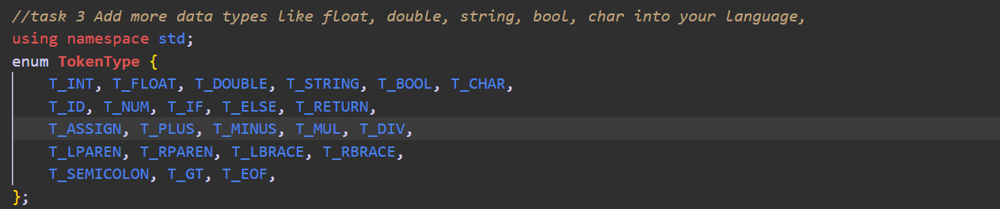 //task 3 Add more data types like float, double, string, bool, char into your language,
using namespace std;
enum TokenType {
    T_INT, T_FLOAT, T_DOUBLE, T_STRING, T_BOOL, T_CHAR,
    T_ID, T_NUM, T_IF, T_ELSE, T_RETURN,
    T_ASSIGN, T_PLUS, T_MINUS, T_MUL, T_DIV,
    T_LPAREN, T_RPAREN, T_LBRACE, T_RBRACE,
    T_SEMICOLON, T_GT, T_EOF,
};